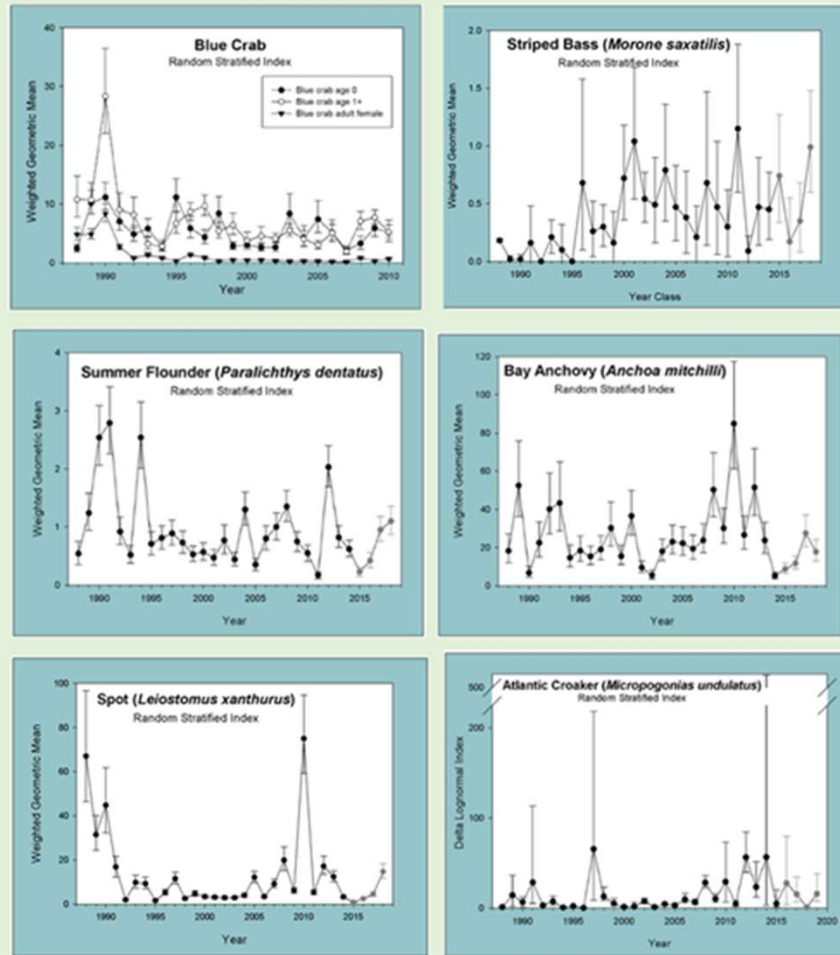 Blue Crab
Random Stratified Index
Blue crab age 0
Blue crab age 1+
Blue crab adult female
40
30
20
10
0
Weighted Geometric Mean
1990 1995 2000 2005 2010
Year
Striped Bass (Morone saxatilis)
Random Stratified Index
2.0
1.5
1.0
0.5
0.0
Weighted Geometric Mean
1990 1995 2000 2005 2010 2015
Year Class
Summer Flounder (Paralichthys dentatus)
Random Stratified Index
4
3
2
1
0
Weighted Geometric Mean
1990 1995 2000 2005 2010 2015
Year
Bay Anchovy (Anchoa mitchilli)
Random Stratified Index
120
100
80
60
40
20
0
Weighted Geometric Mean
1990 1995 2000 2005 2010 2015
Year
Spot (Leiostomus xanthurus)
Random Stratified Index
100
80
60
40
20
0
Weighted Geometric Mean
1990 1995 2000 2005 2010 2015
Year
Atlantic Croaker (Micropogonias undulatus)
Random Stratified Index
500
200
100
0
Delta Lognormal Index
1990 1995 2000 2005 2010 2015 2020
Year